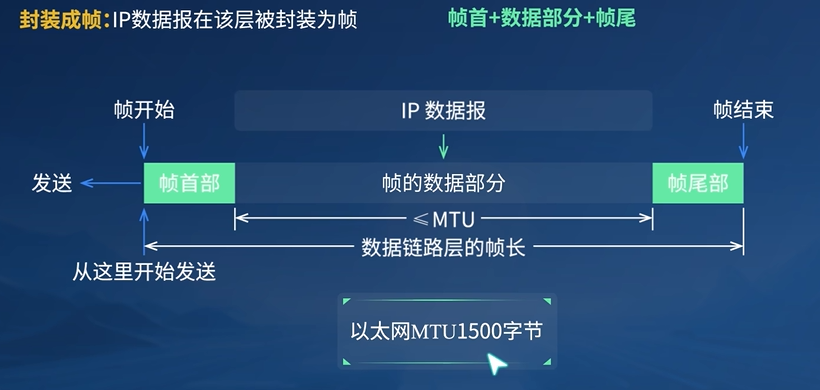 封装成帧:IP数据报在该层被封装为帧
帧首+数据部分+帧尾
帧开始
IP 数据报
帧结束
发送
帧首部
帧的数据部分
帧尾部
≤MTU
数据链路层的帧长
从这里开始发送
以太网MTU1500字节